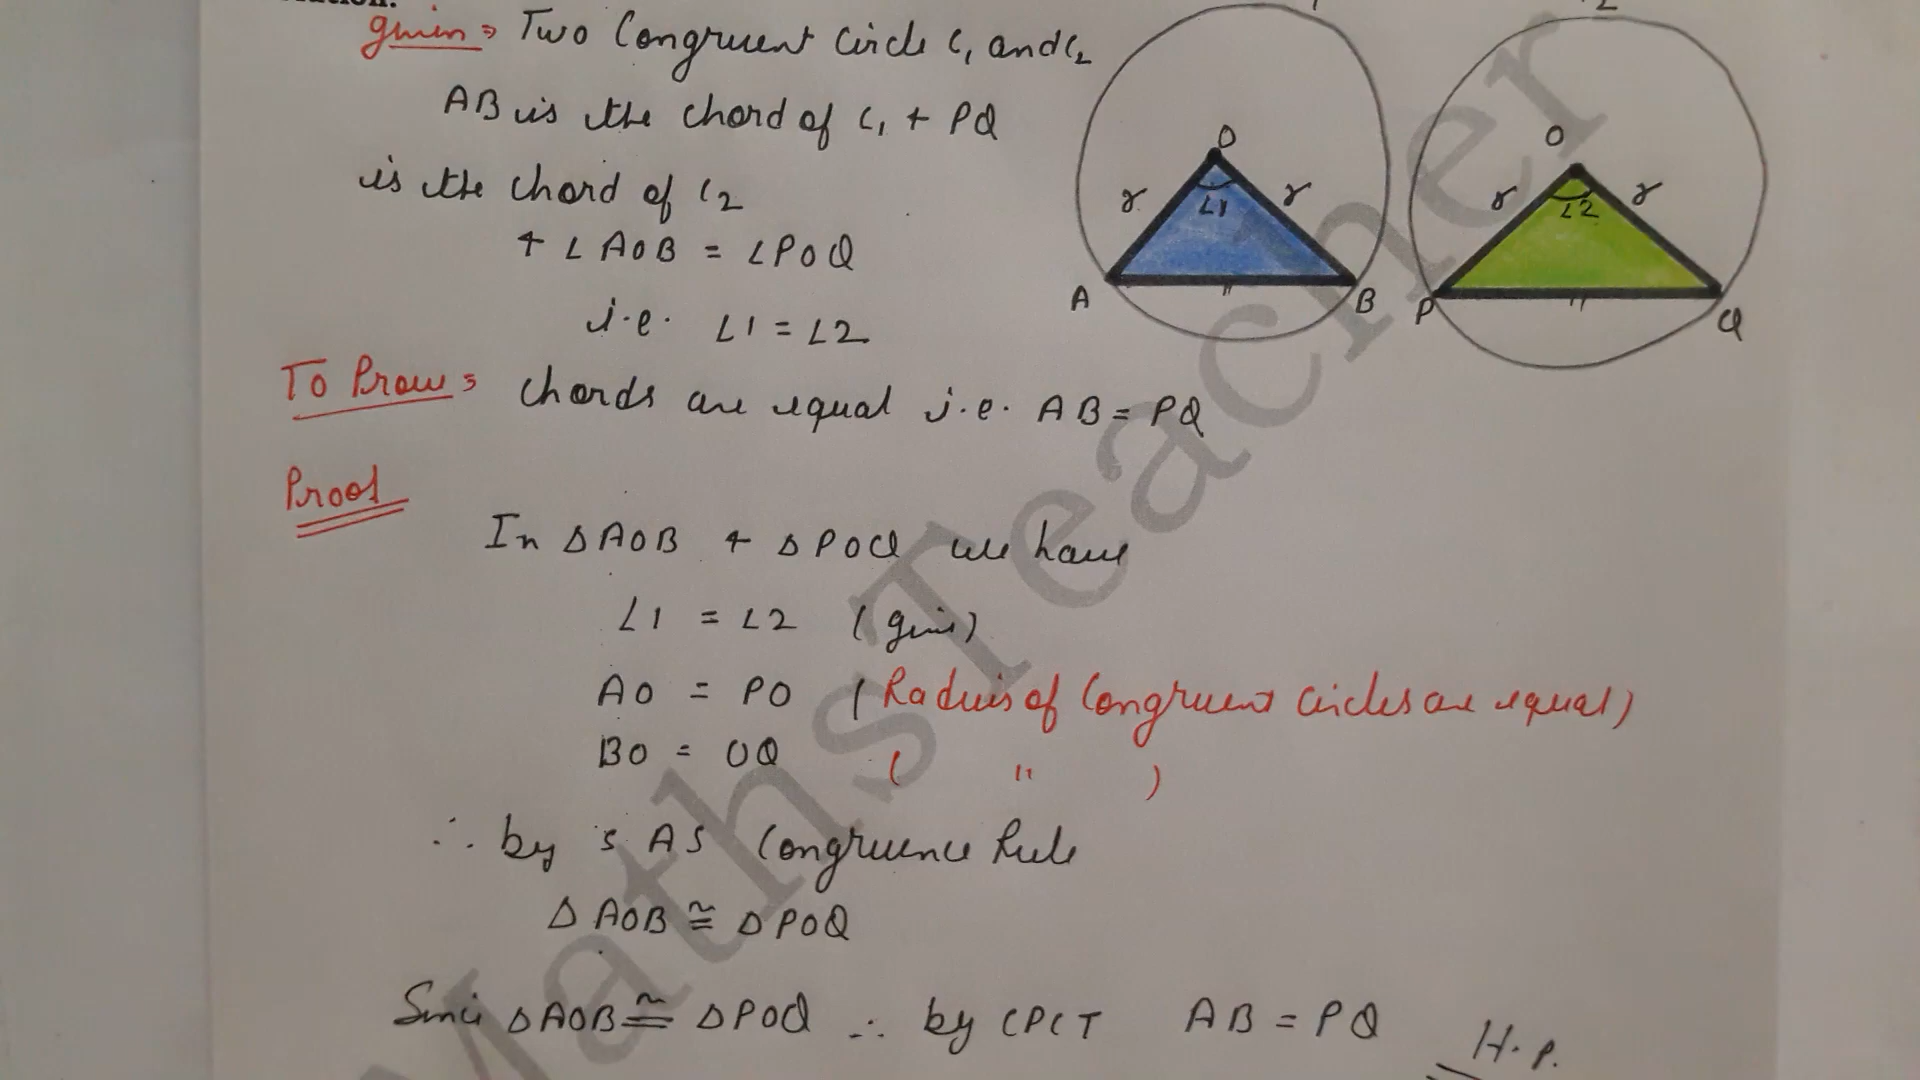 given ⇒ Two Congruent Circle C₁ and C₂
AB is the chord of C₁ + PQ
is the chord of C₂
+ ∠AOB = ∠POQ
i.e. ∠1 = ∠2
To Prove ⇒ Chords are equal i.e. AB = PQ
Proof
In ΔAOB + ΔPOQ we have
∠1 = ∠2 (given)
AO = PO (Radius of Congruent Circles are equal)
BO = OQ ( " )
∴ by SAS Congruence Rule
ΔAOB ≅ ΔPOQ
Since ΔAOB ≅ ΔPOQ ∴ by CPCT AB = PQ
H.P.
O
r ∠1 r
A B
O
r ∠2 r
P Q
2
Maths Teacher